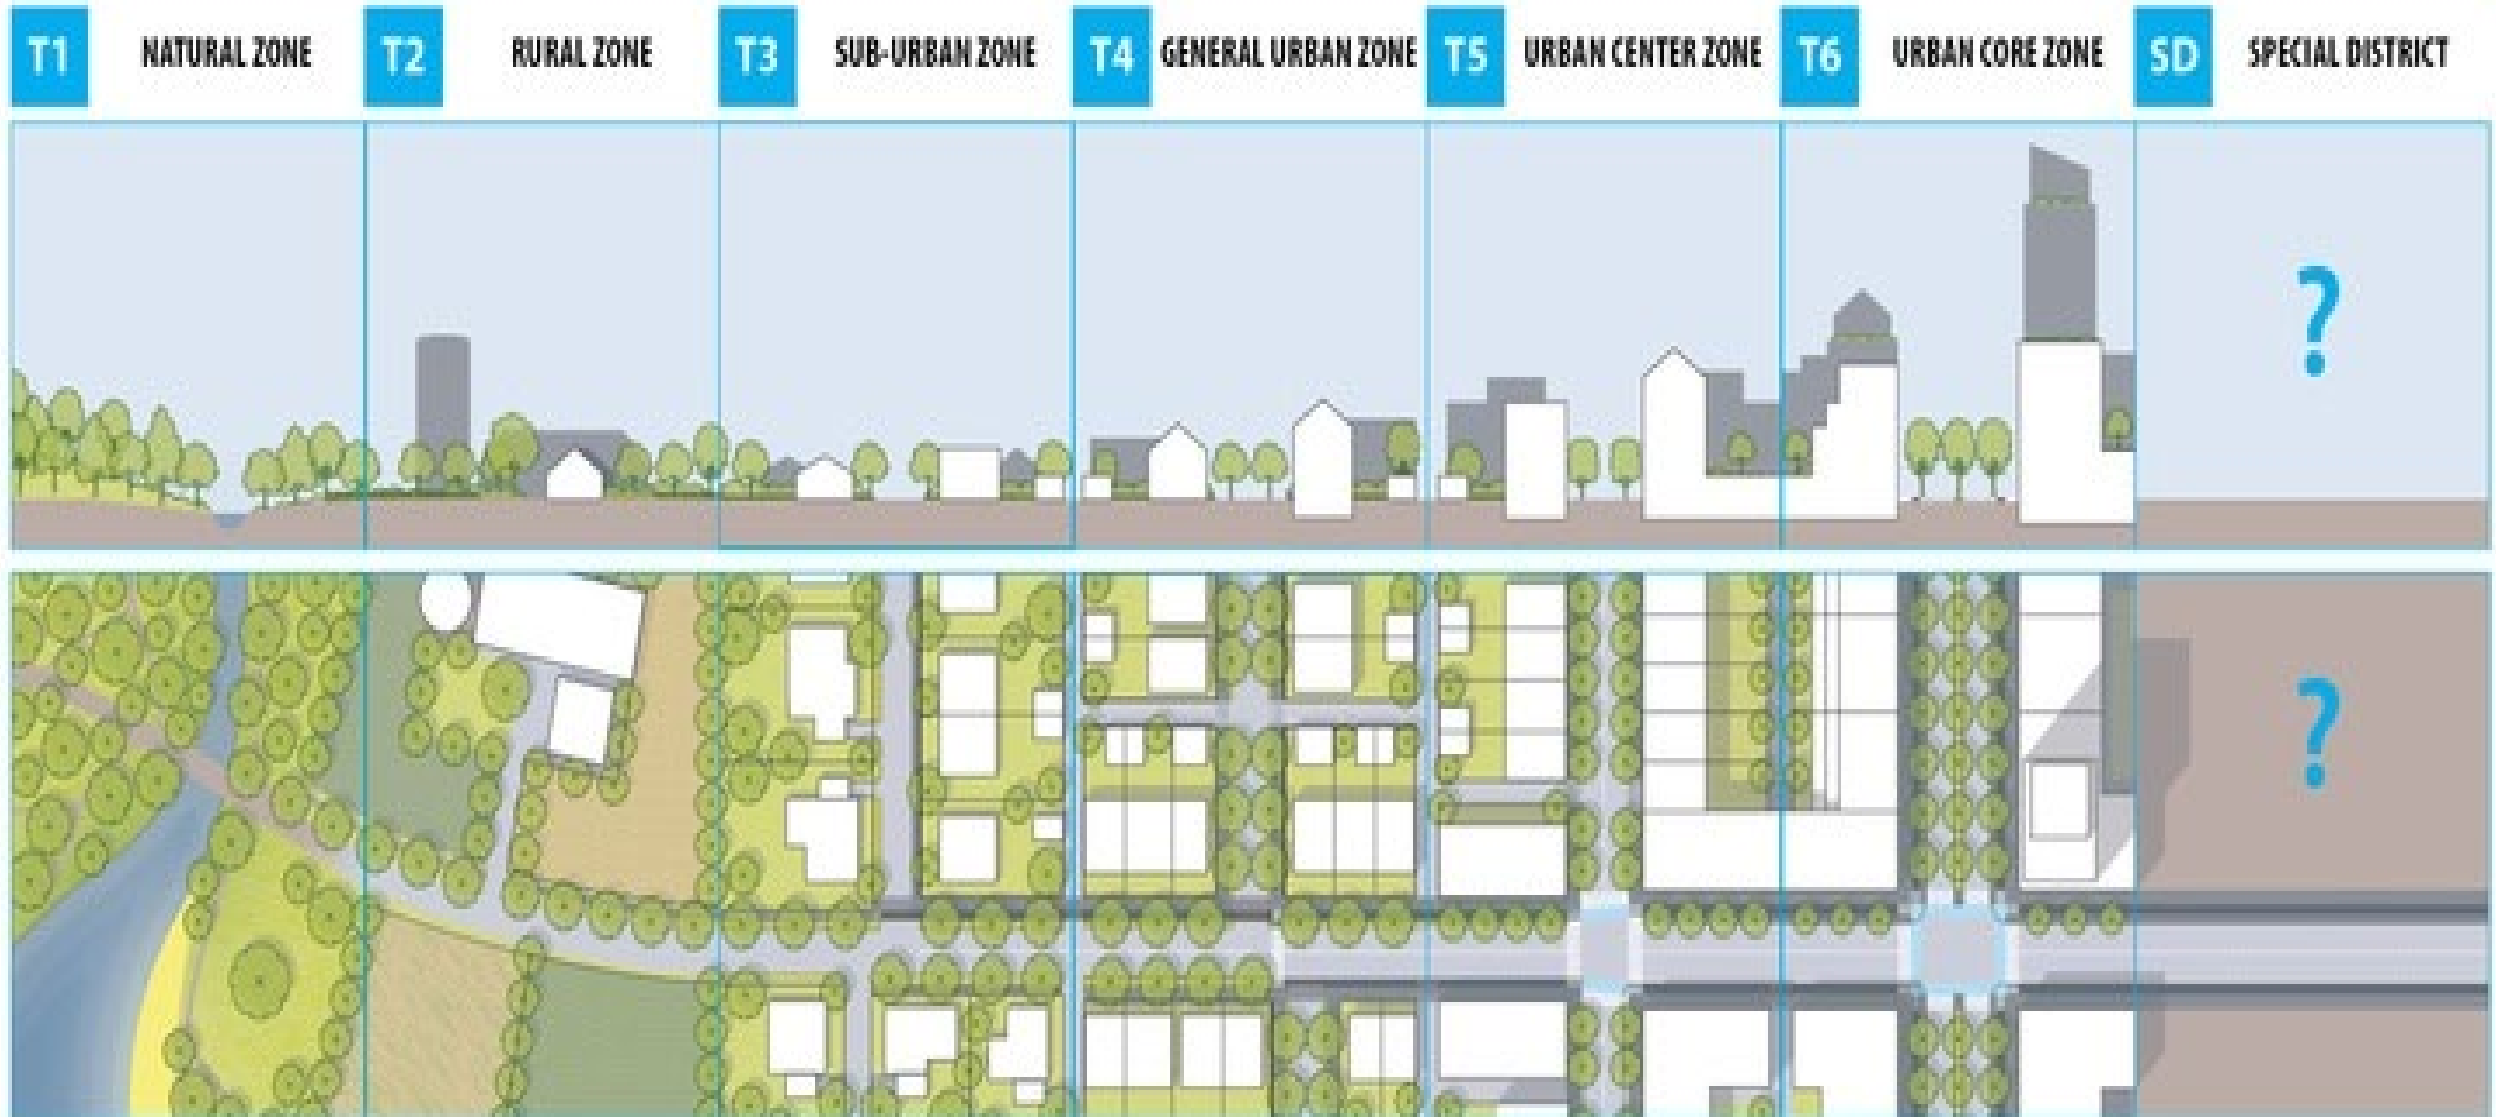 T1 NATURAL ZONE T2 RURAL ZONE T3 SUB-URBAN ZONE T4 GENERAL URBAN ZONE T5 URBAN CENTER ZONE T6 URBAN CORE ZONE SD SPECIAL DISTRICT
?
?